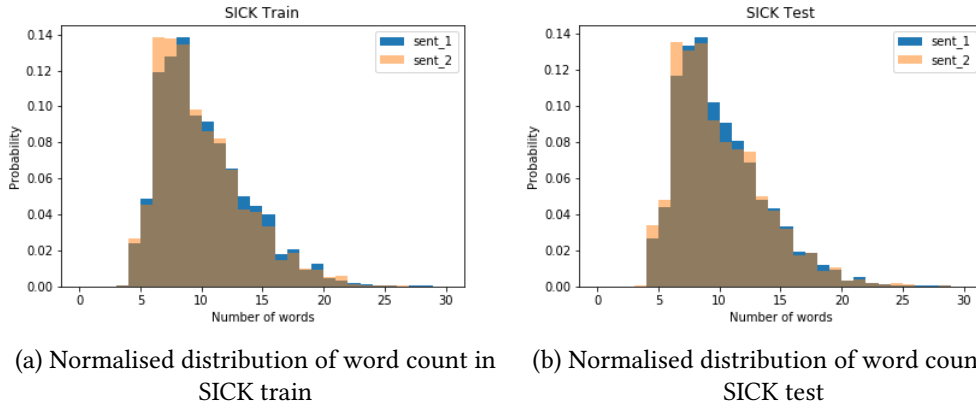 SICK Train
0.14
0.12
0.10
0.08
0.06
0.04
0.02
0.00
Probability
0 5 10 15 20 25 30
Number of words
sent_1
sent_2
SICK Test
0.14
0.12
0.10
0.08
0.06
0.04
0.02
0.00
Probability
0 5 10 15 20 25 30
Number of words
sent_1
sent_2
(a) Normalised distribution of word count in
SICK train
(b) Normalised distribution of word coun
SICK test